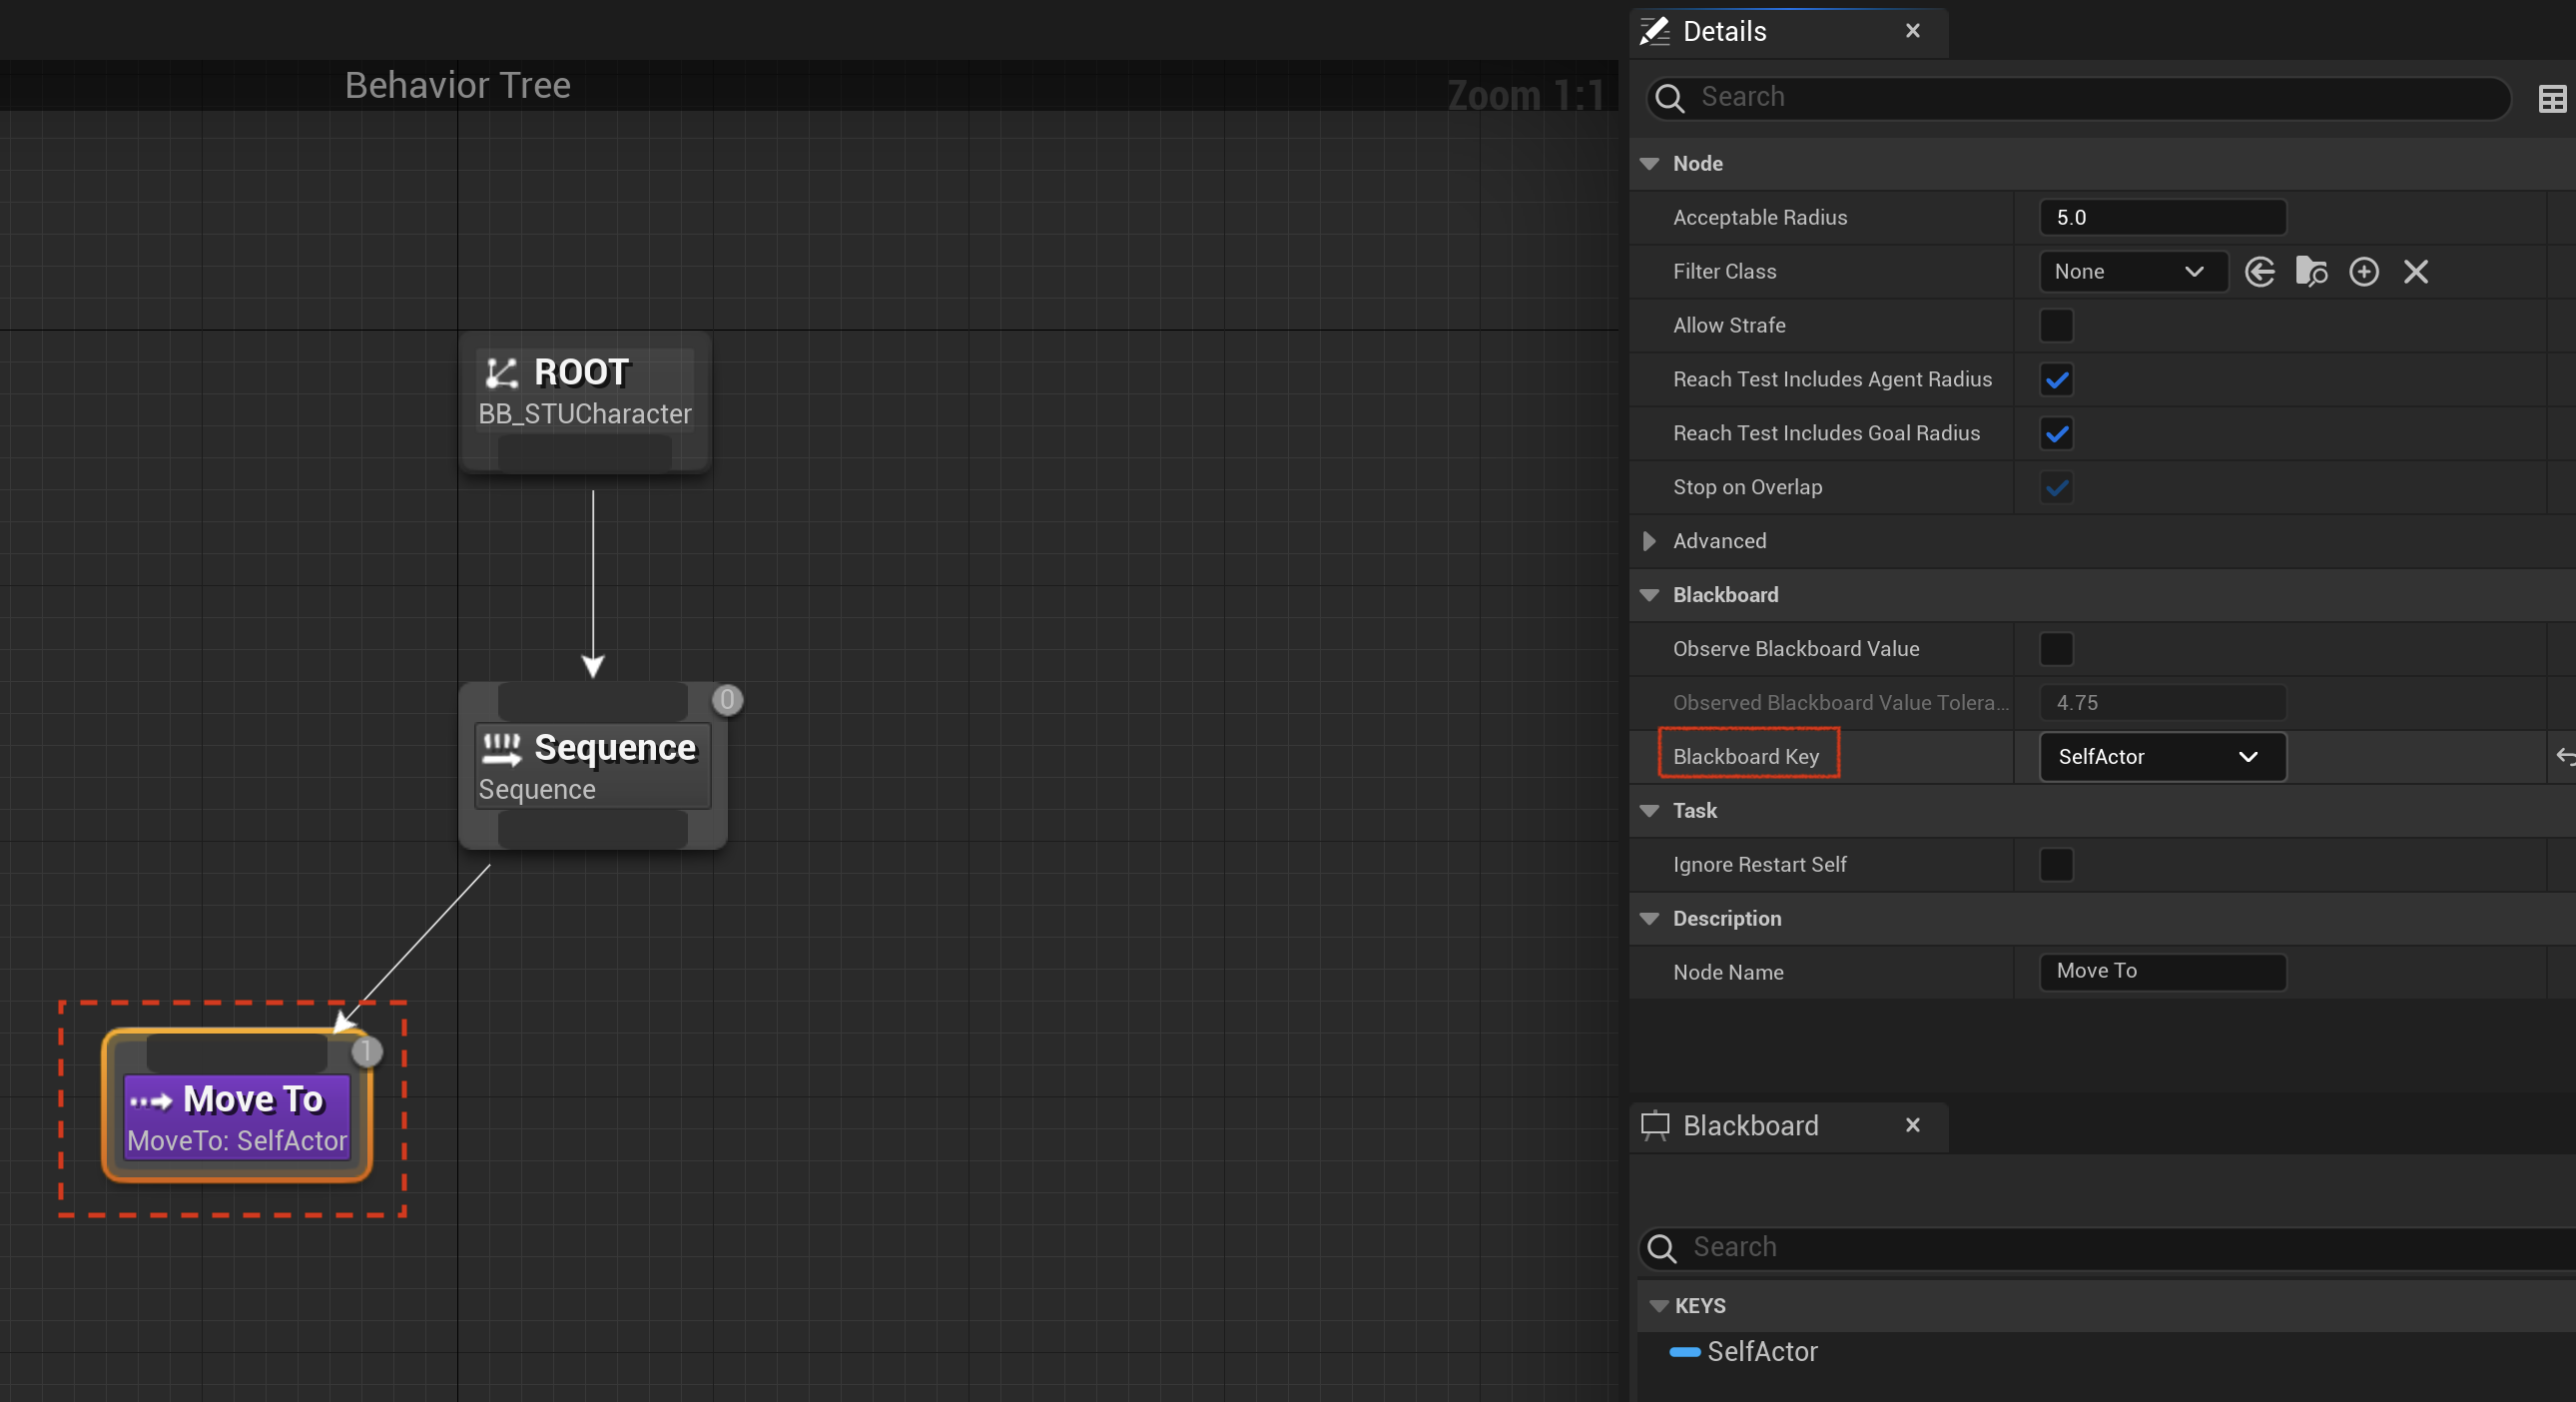 Behavior Tree
Zoom 1:1
ROOT
BB_STUCharacter
0
Sequence
Sequence
1
Move To
MoveTo: SelfActor
Details
Search
Node
Acceptable Radius 5.0
Filter Class None
Allow Strafe
Reach Test Includes Agent Radius
Reach Test Includes Goal Radius
Stop on Overlap
Advanced
Blackboard
Observe Blackboard Value
Observed Blackboard Value Tolera... 4.75
Blackboard Key SelfActor
Task
Ignore Restart Self
Description
Node Name Move To
Blackboard
Search
KEYS
SelfActor